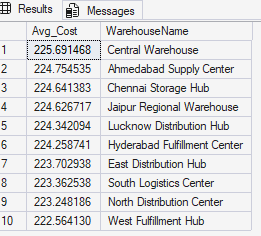 Results Messages
Avg_Cost WarehouseName
1 225.691468 Central Warehouse
2 224.754535 Ahmedabad Supply Center
3 224.641383 Chennai Storage Hub
4 224.626717 Jaipur Regional Warehouse
5 224.342094 Lucknow Distribution Hub
6 224.258741 Hyderabad Fulfillment Center
7 223.702938 East Distribution Hub
8 223.362538 South Logistics Center
9 223.248186 North Distribution Center
10 222.564130 West Fulfillment Hub